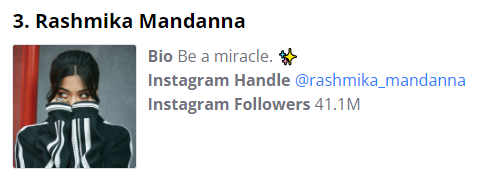 3. Rashmika Mandanna
Bio Be a miracle. ✨
Instagram Handle @rashmika_mandanna
Instagram Followers 41.1M